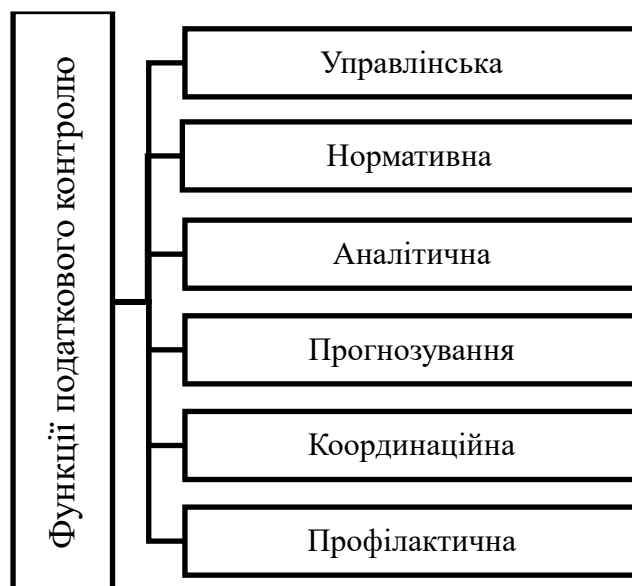 Функції податкового контролю
Управлінська
Нормативна
Аналітична
Прогнозування
Координаційна
Профілактична